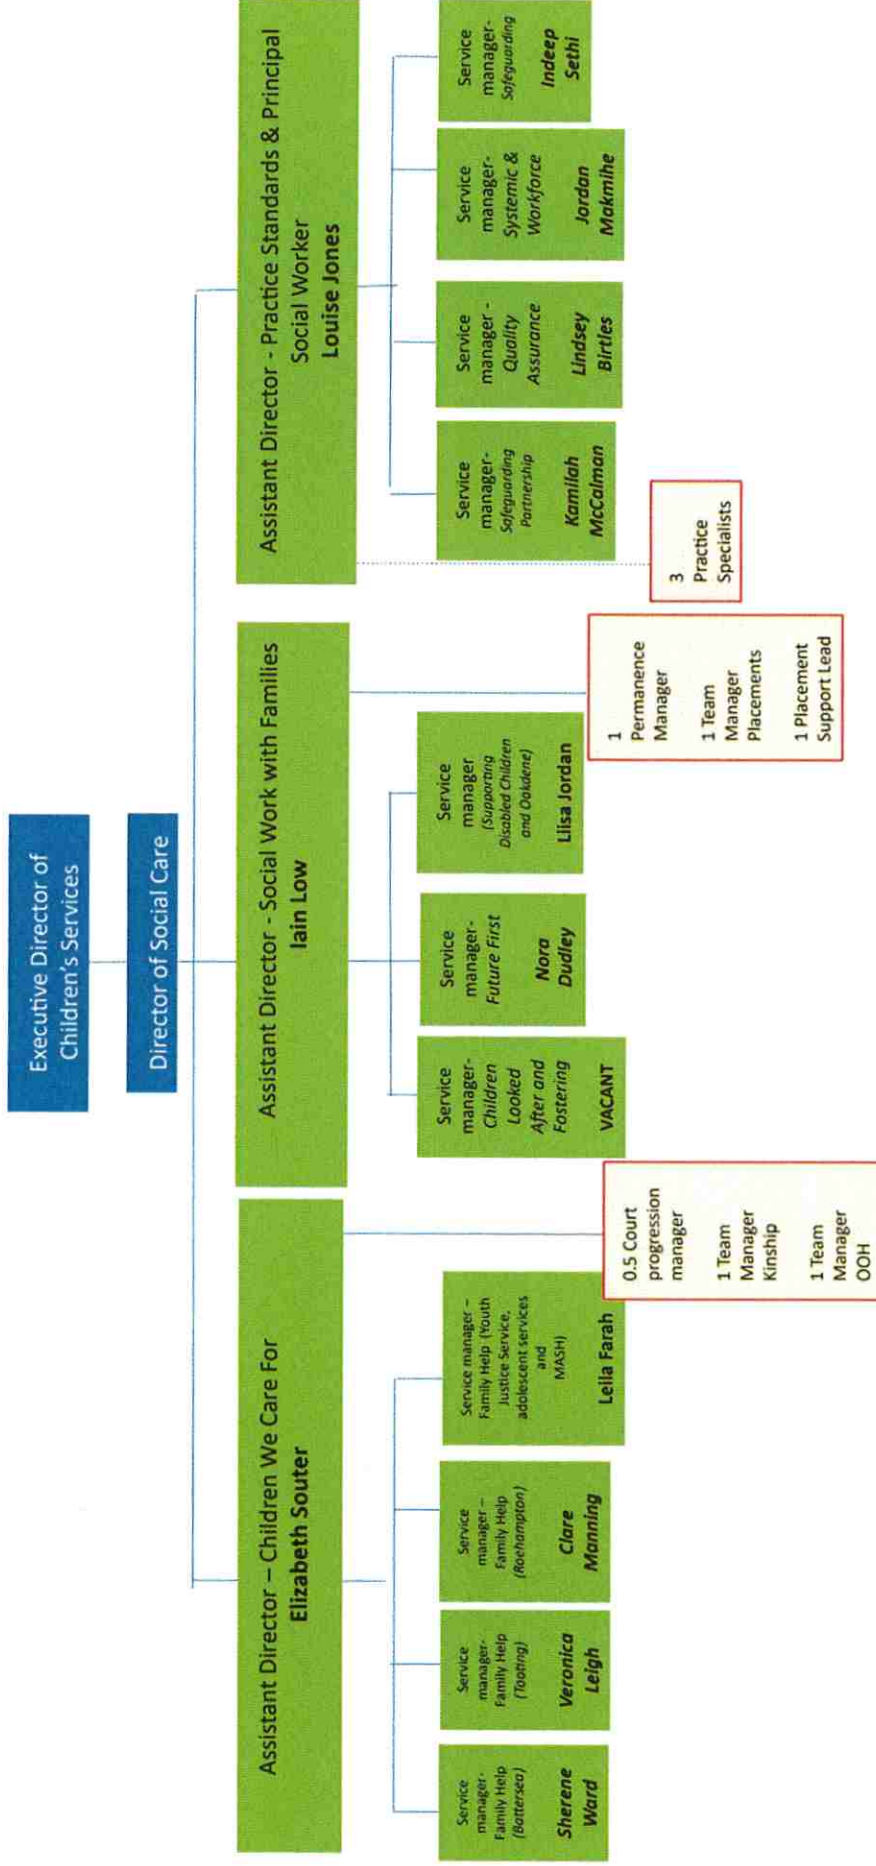 Executive Director of
Children's Services
Director of Social Care
Assistant Director – Children We Care For
Elizabeth Souter
Service
manager-
Family Help
(Battersea)
Sherene
Ward
Service
manager-
Family Help
(Tooting)
Veronica
Leigh
Service
manager –
Family Help
(Roehampton)
Clare
Manning
Service manager –
Family Help (Youth
Justice Service,
adolescent services
and
MASH)
Leila Farah
0.5 Court
progression
manager
1 Team
Manager
Kinship
1 Team
Manager
OOH
Assistant Director - Social Work with Families
Iain Low
Service
manager-
Children
Looked
After and
Fostering
VACANT
Service
manager-
Future First
Nora
Dudley
Service
manager
(Supporting
Disabled Children
and Oakdene)
LIisa Jordan
1
Permanence
Manager
1 Team
Manager
Placements
1 Placement
Support Lead
Assistant Director - Practice Standards & Principal
Social Worker
Louise Jones
Service
manager-
Safeguarding
Partnership
Kamilah
McCalman
Service
manager -
Quality
Assurance
Lindsey
Birtles
Service
manager-
Systemic &
Workforce
Jordan
Makmihe
Service
manager-
Safeguarding
Indeep
Sethi
3
Practice
Specialists